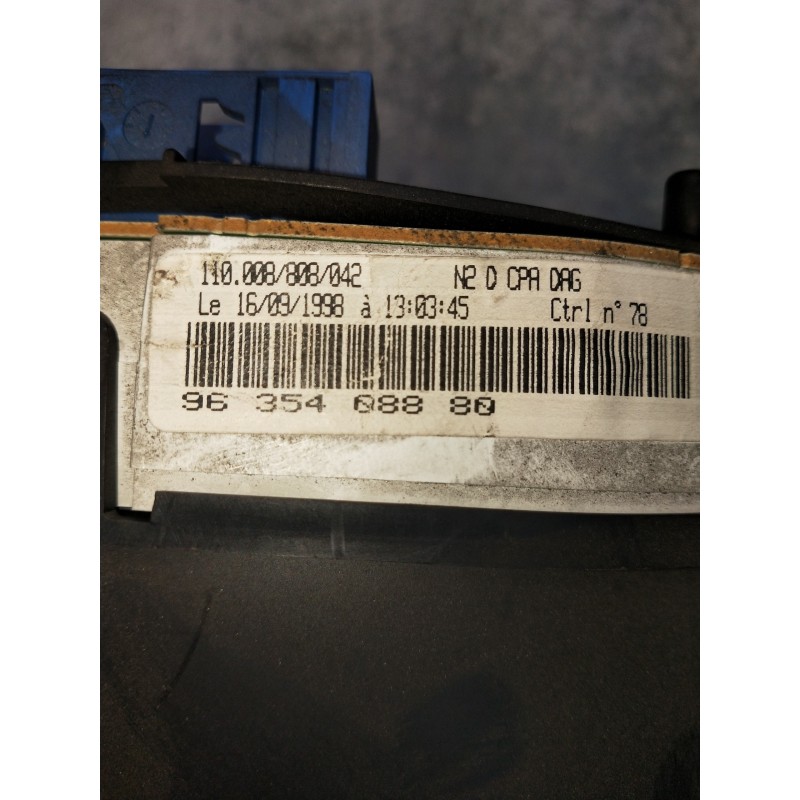 110.008/808/042 N2 D CPA DAG
Le 16/09/1998 à 13:03:45 Ctrl n° 78
96 354 088 80